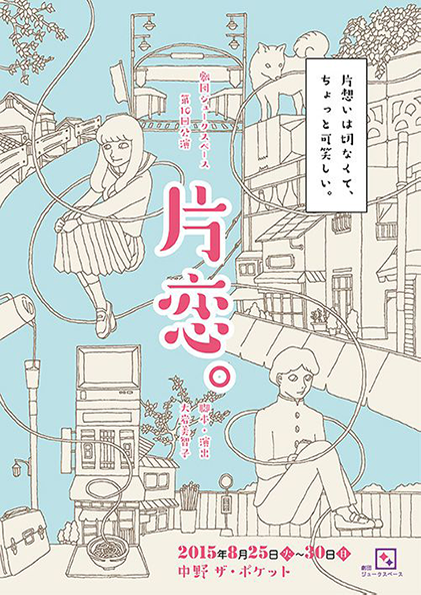 片想いは切なくて、
ちょっと可笑しい。
劇団ジュークスペース
第16回公演
片恋。
脚本・演出
大岩美智子
2015年8月25日火〜30日日
中野 ザ・ポケット
劇団
ジュークスペース